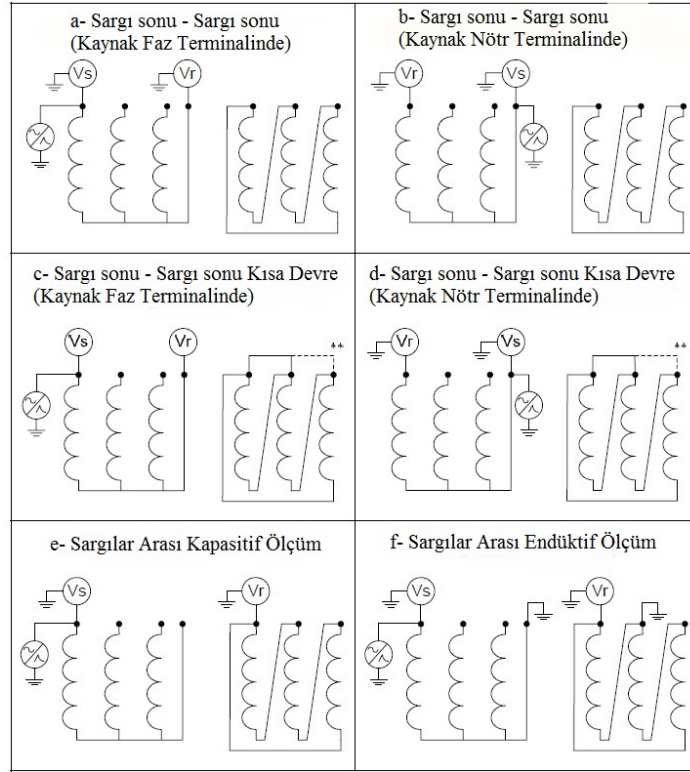 a- Sargı sonu - Sargı sonu
(Kaynak Faz Terminalinde)
Vs
Vr
b- Sargı sonu - Sargı sonu
(Kaynak Nötr Terminalinde)
Vr
Vs
c- Sargı sonu - Sargı sonu Kısa Devre
(Kaynak Faz Terminalinde)
Vs
Vr
**
d- Sargı sonu - Sargı sonu Kısa Devre
(Kaynak Nötr Terminalinde)
Vr
Vs
**
e- Sargılar Arası Kapasitif Ölçüm
Vs
Vr
f- Sargılar Arası Endüktif Ölçüm
Vs
Vr